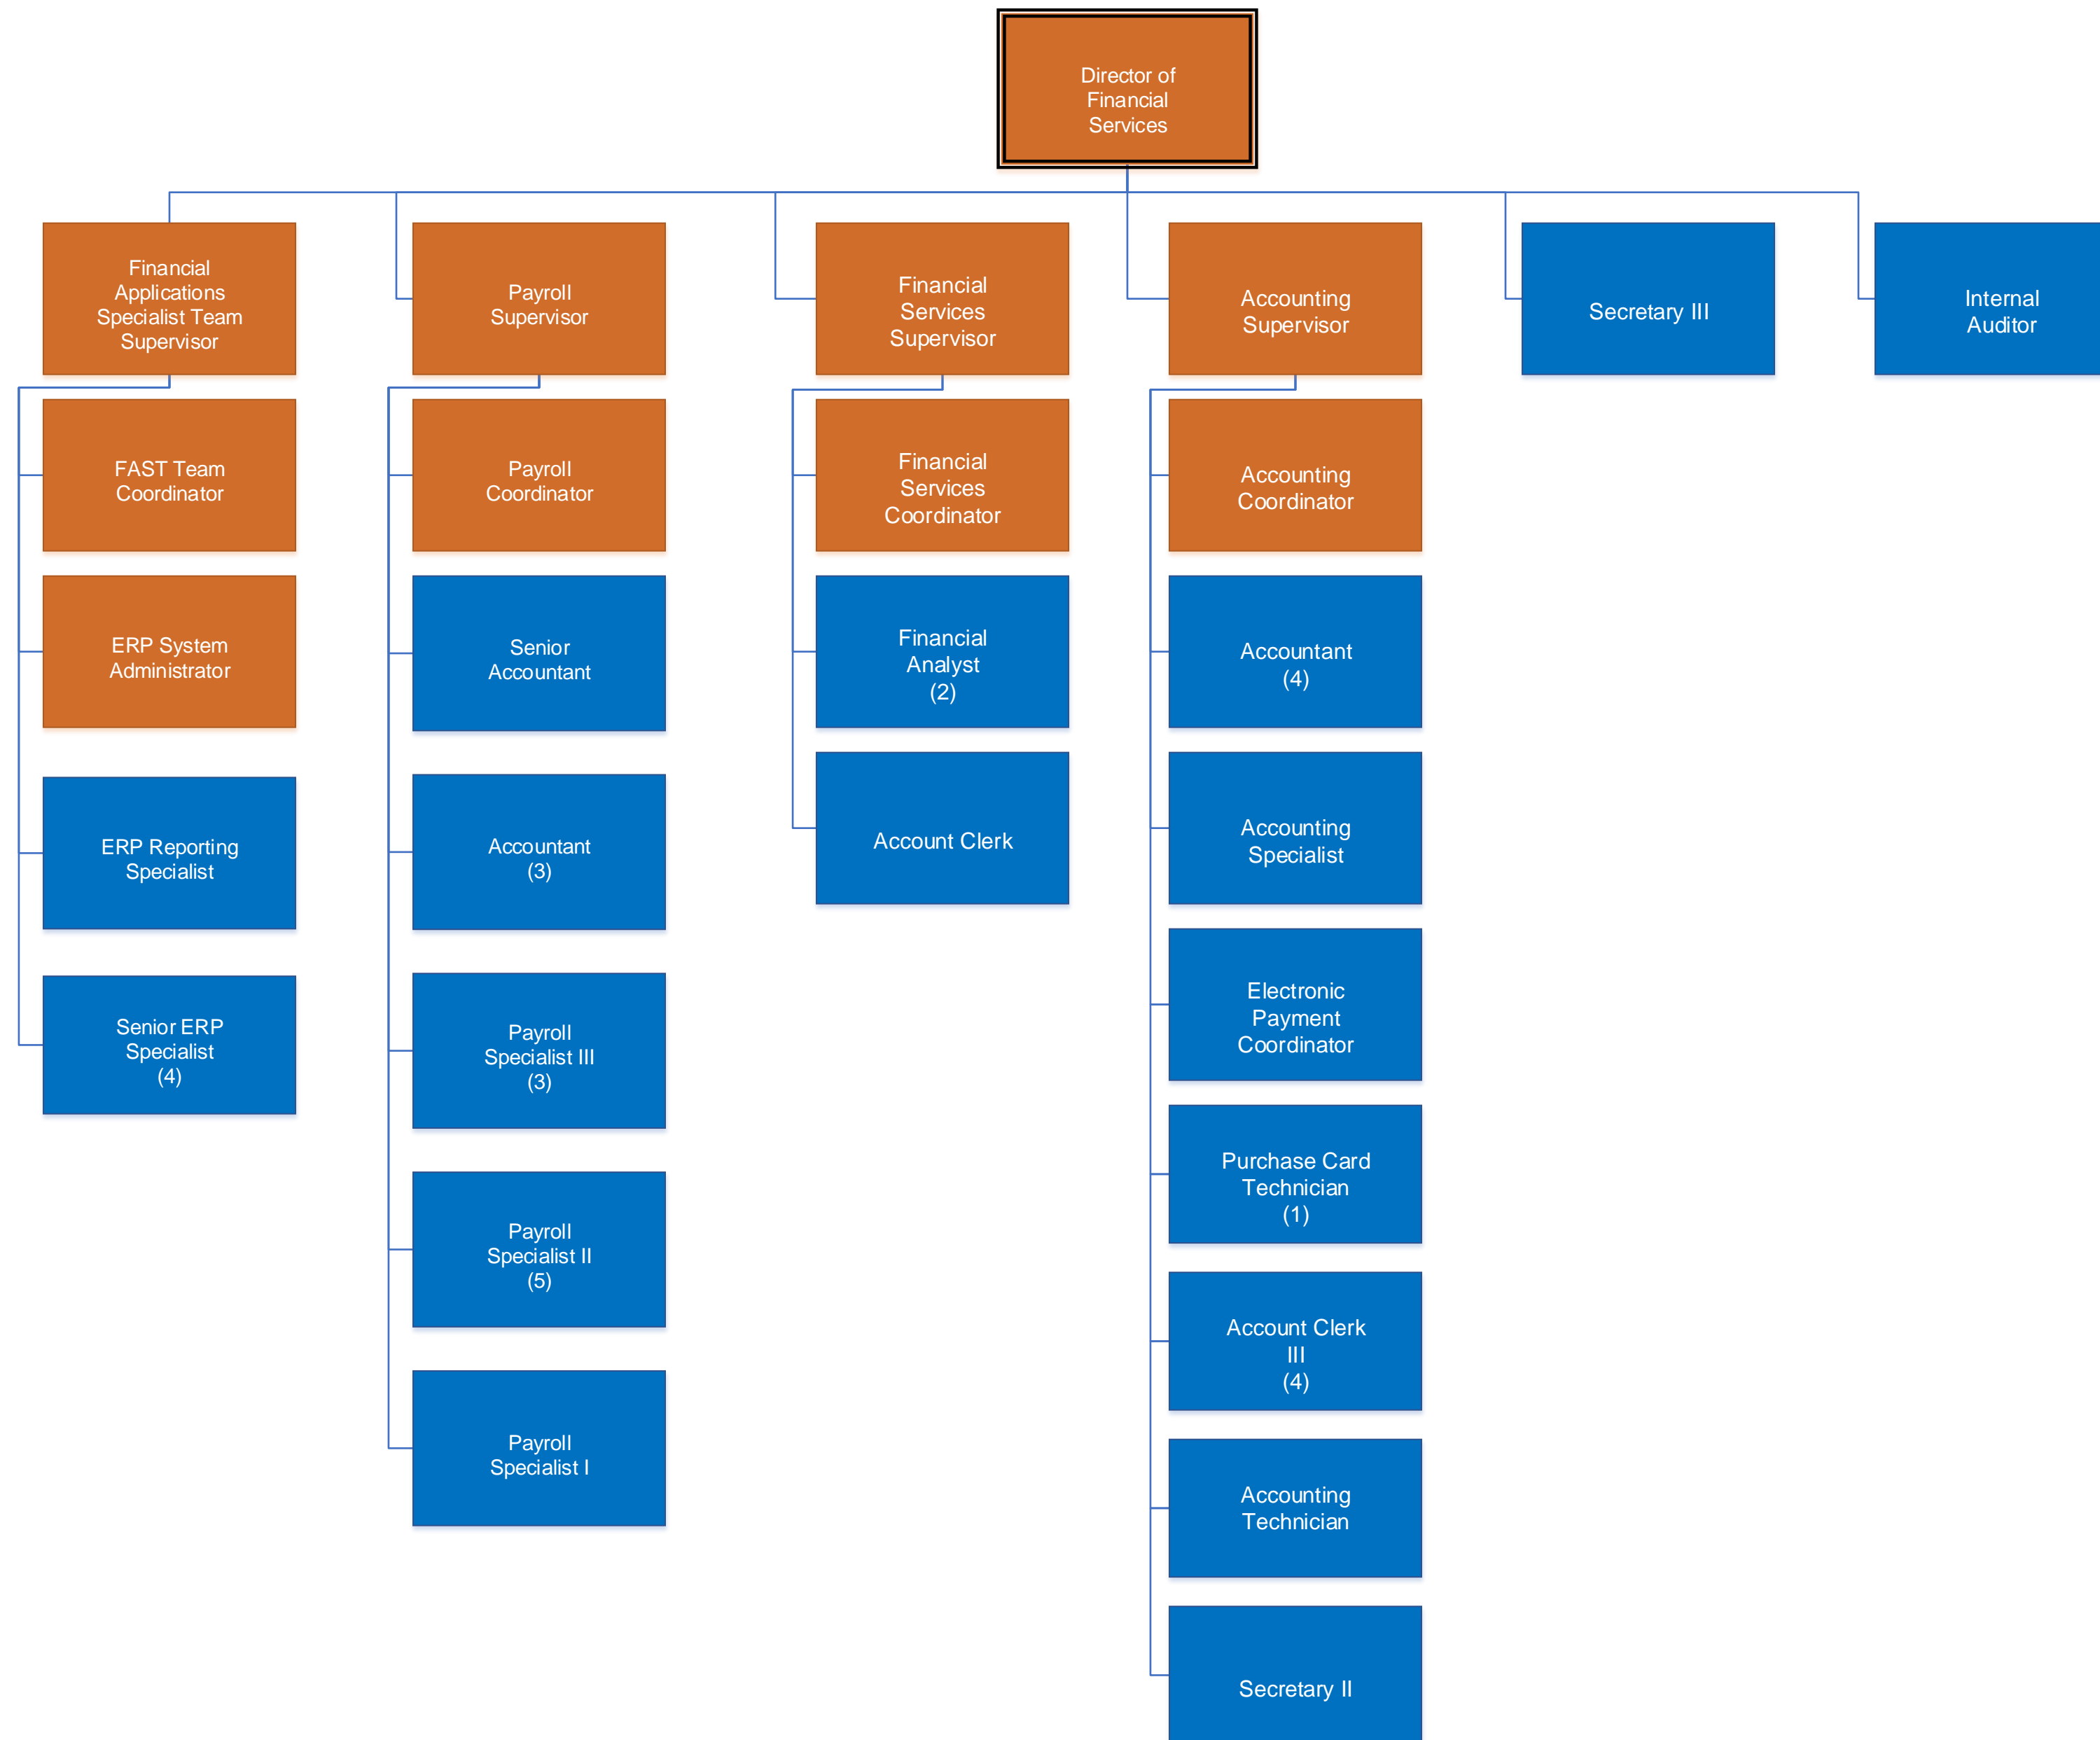 Director of
Financial
Services
Financial
Applications
Specialist Team
Supervisor
Payroll
Supervisor
Financial
Services
Supervisor
Accounting
Supervisor
Secretary III
Internal
Auditor
FAST Team
Coordinator
Payroll
Coordinator
Financial
Services
Coordinator
Accounting
Coordinator
ERP System
Administrator
Senior
Accountant
Financial
Analyst
(2)
Accountant
(4)
ERP Reporting
Specialist
Accountant
(3)
Account Clerk
Accounting
Specialist
Senior ERP
Specialist
(4)
Payroll
Specialist III
(3)
Electronic
Payment
Coordinator
Payroll
Specialist II
(5)
Purchase Card
Technician
(1)
Account Clerk
III
(4)
Payroll
Specialist I
Accounting
Technician
Secretary II